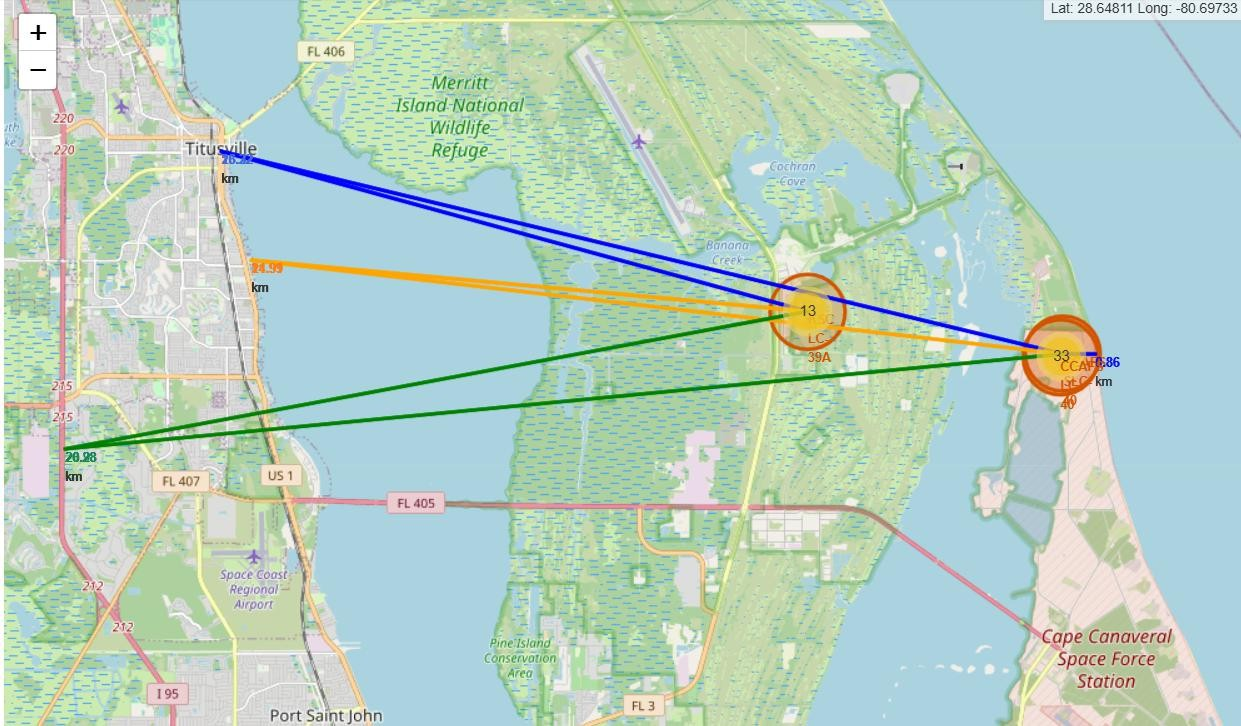 Lat: 28.64811 Long: -80.69733
+
−
FL 406
Merritt
Island National
Wildlife
Refuge
220
220
Titusville
km
Cochran
Cove
Banana
Creek
km
13
LC-
39A
33
km
40
215
215
km
FL 407
US 1
FL 405
Space Coast
Regional
Airport
212
212
Pine Island
Conservation
Area
Cape Canaveral
Space Force
Station
I 95
FL 3
Port Saint John